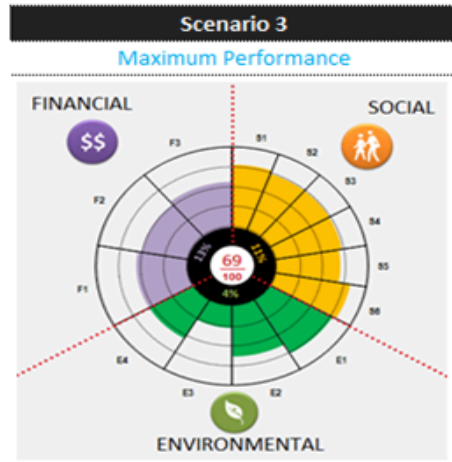 Scenario 3
Maximum Performance
FINANCIAL
SOCIAL
$$
F3
S1
S2
S3
F2
S4
13%
11%
69
100
S5
F1
4%
S6
E4
E1
E3
E2
ENVIRONMENTAL